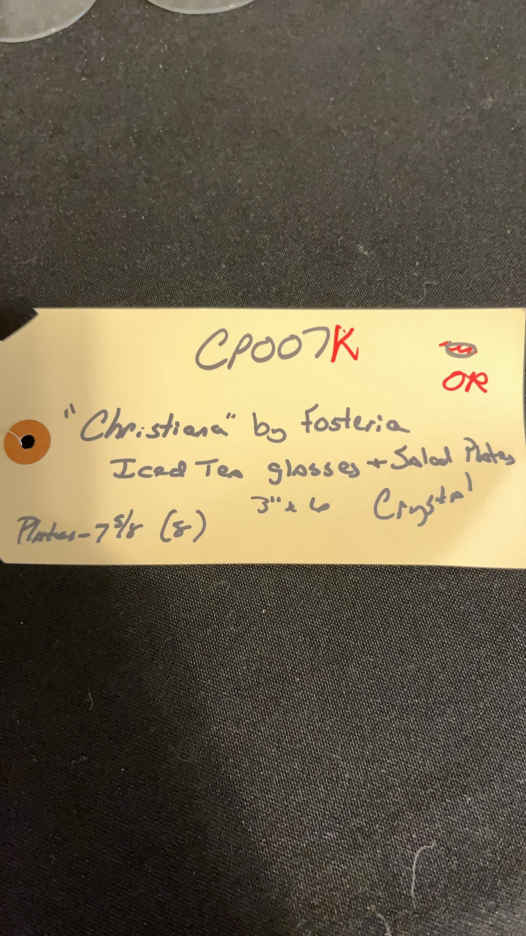 CP007K
OR
"Christiana" by Fosteria
Iced Tea glasses + Salad Plates
3" x 6 Crystal
Plates - 7 5/8 (8)